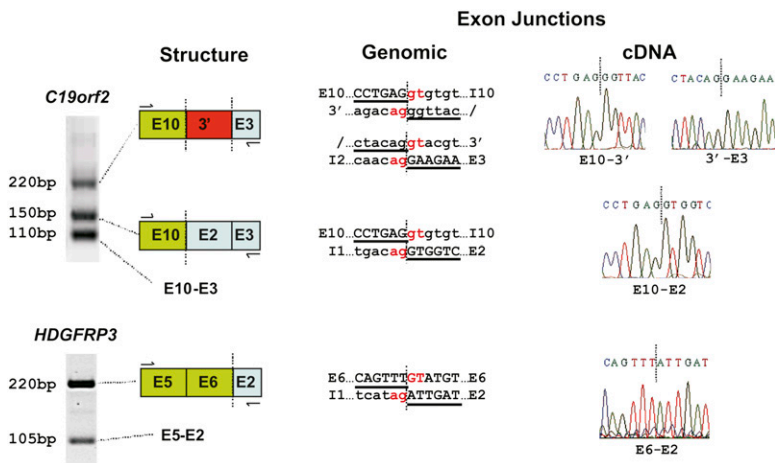 Exon Junctions
Structure
Genomic
cDNA
C19orf2
220bp
150bp
110bp
E10 3' E3
E10 E2 E3
E10-E3
E10…CCTGAGgtgtgt…I10
3'…agacagggttac…/
/…ctacaggtacgt…3'
I2…caacagGAAGAA…E3
E10…CCTGAGgtgtgt…I10
I1…tgacagGTGGTC…E2
CCTGAGGGTTAC
E10-3'
CTACAGGAAGAA
3'-E3
CCTGAGGTGGTC
E10-E2
HDGFRP3
220bp
105bp
E5 E6 E2
E5-E2
E6…CAGTTTGTATGT…E6
I1…tcatagATTGAT…E2
CAGTTTATTGAT
E6-E2